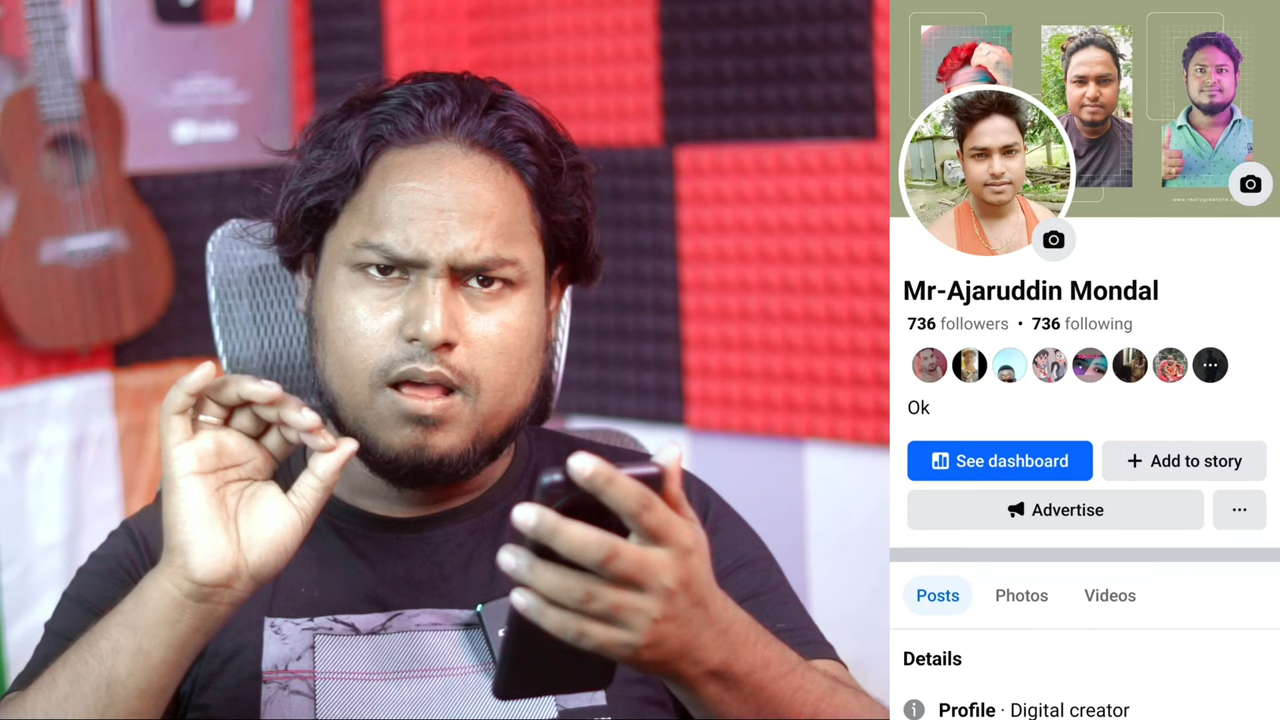 Mr-Ajaruddin Mondal
736 followers • 736 following
Ok
See dashboard
+ Add to story
Advertise
Posts Photos Videos
Details
Profile · Digital creator